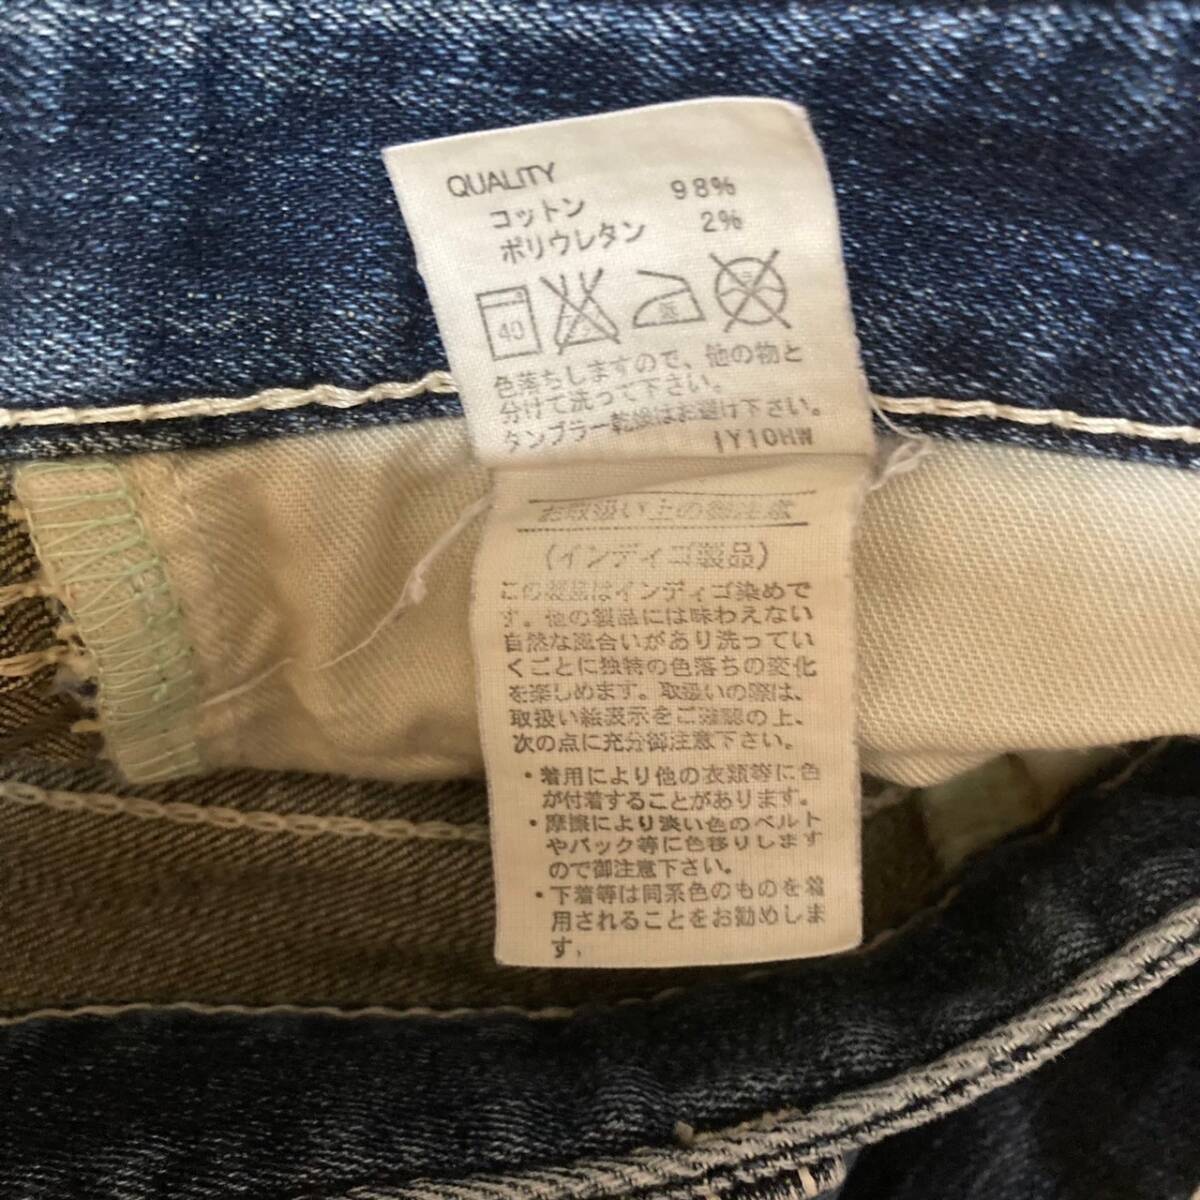 QUALITY
コットン 98%
ポリウレタン 2%
40
色落ちしますので、他の物と
分けて洗って下さい。
タンブラー乾燥はお避け下さい。
IY10HW
お取扱い上の御注意
(インディゴ製品)
この製品はインディゴ染めで
す。他の製品には味わえない
自然な風合いがあり洗ってい
くごとに独特の色落ちの変化
を楽しめます。取扱いの際は、
取扱い絵表示をご確認の上、
次の点に充分御注意下さい。
・着用により他の衣類等に色
が付着することがあります。
・摩擦により淡い色のベルト
やバック等に色移りします
ので御注意下さい。
・下着等は同系色のものを着
用されることをお勧めしま
す。